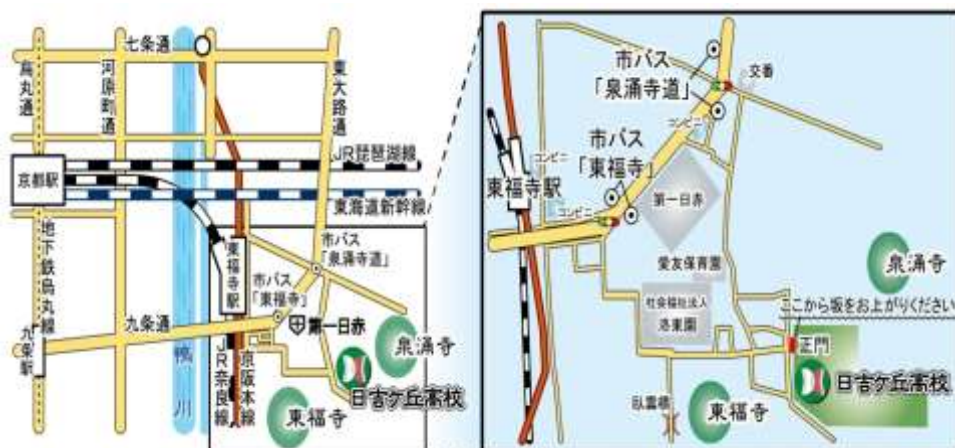 七条通
烏丸通
河原町通
東大路通
JR琵琶湖線
京都駅
東海道新幹線
地下鉄烏丸線
東福寺駅
市バス
「泉涌寺道」
市バス
「東福寺」
九条通
九条駅
第一日赤
泉涌寺
鴨川
JR奈良線
京阪本線
日吉ケ丘高校
東福寺
市バス
「泉涌寺道」
交番
コンビニ
市バス
「東福寺」
コンビニ
東福寺駅
第一日赤
コンビニ
愛友保育園
泉涌寺
社会福祉法人
洛東園
ここから坂をお上がりください
正門
日吉ケ丘高校
臥雲橋
東福寺